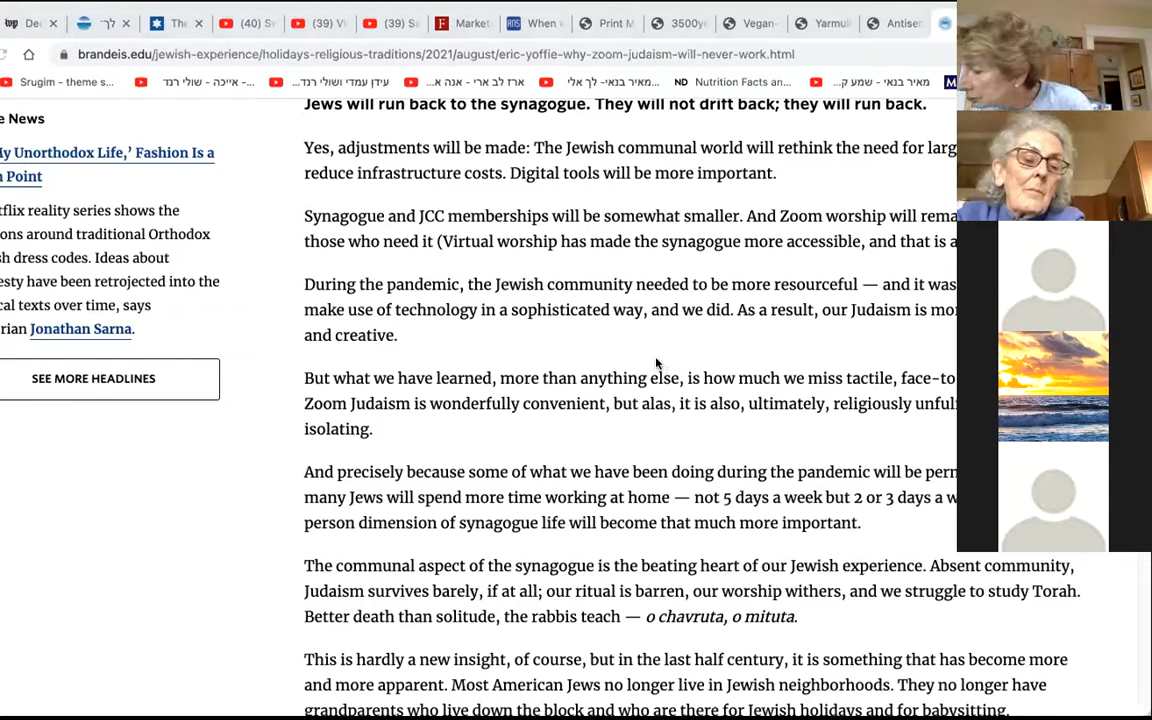 De
לך
The
(40) Sv
(39) Vi
(39) Sa
Market
When v
Print M
3500ye
Vegan-
Yarmulk
Antisen
brandeis.edu/jewish-experience/holidays-religious-traditions/2021/august/eric-yoffie-why-zoom-judaism-will-never-work.html
Srugim - theme s...
אייכה - שולי רנד -...
עידן עמדי ושולי רנד...
ארז לב ארי - אנה א...
מאיר בנאי- לך אלי...
ND Nutrition Facts an...
מאיר בנאי - שמע ק...
e News
My Unorthodox Life,’ Fashion Is a
n Point
tflix reality series shows the
ons around traditional Orthodox
sh dress codes. Ideas about
esty have been retrojected into the
cal texts over time, says
rian Jonathan Sarna.
SEE MORE HEADLINES
Jews will run back to the synagogue. They will not drift back; they will run back.
Yes, adjustments will be made: The Jewish communal world will rethink the need for larg
reduce infrastructure costs. Digital tools will be more important.
Synagogue and JCC memberships will be somewhat smaller. And Zoom worship will rema
those who need it (Virtual worship has made the synagogue more accessible, and that is a
During the pandemic, the Jewish community needed to be more resourceful — and it was
make use of technology in a sophisticated way, and we did. As a result, our Judaism is mor
and creative.
But what we have learned, more than anything else, is how much we miss tactile, face-to
Zoom Judaism is wonderfully convenient, but alas, it is also, ultimately, religiously unful
isolating.
And precisely because some of what we have been doing during the pandemic will be perm
many Jews will spend more time working at home — not 5 days a week but 2 or 3 days a w
person dimension of synagogue life will become that much more important.
The communal aspect of the synagogue is the beating heart of our Jewish experience. Absent community,
Judaism survives barely, if at all; our ritual is barren, our worship withers, and we struggle to study Torah.
Better death than solitude, the rabbis teach — o chavruta, o mituta.
This is hardly a new insight, of course, but in the last half century, it is something that has become more
and more apparent. Most American Jews no longer live in Jewish neighborhoods. They no longer have
grandparents who live down the block and who are there for Jewish holidays and for babysitting.